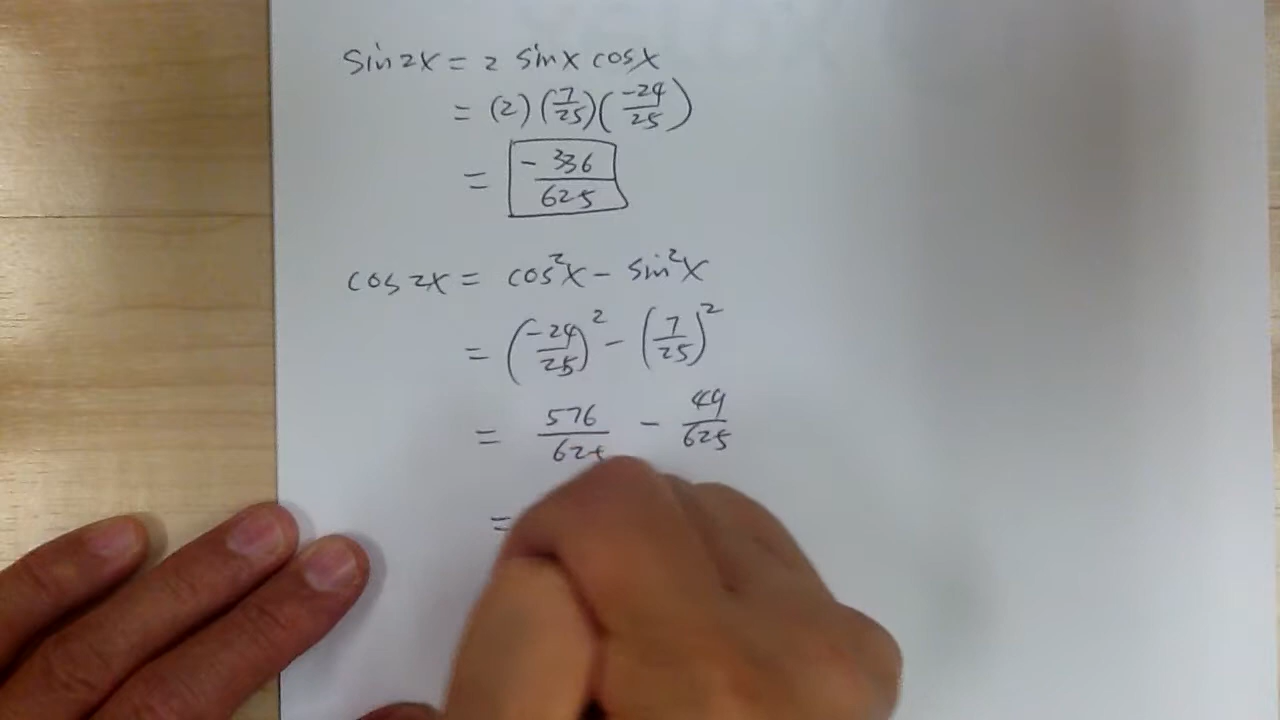 sin2x = 2 sinx cosx
= (2)(7/25)(-24/25)
= -336/625
cos2x = cos²x - sin²x
= (-24/25)² - (7/25)²
= 576/625 - 49/625
=